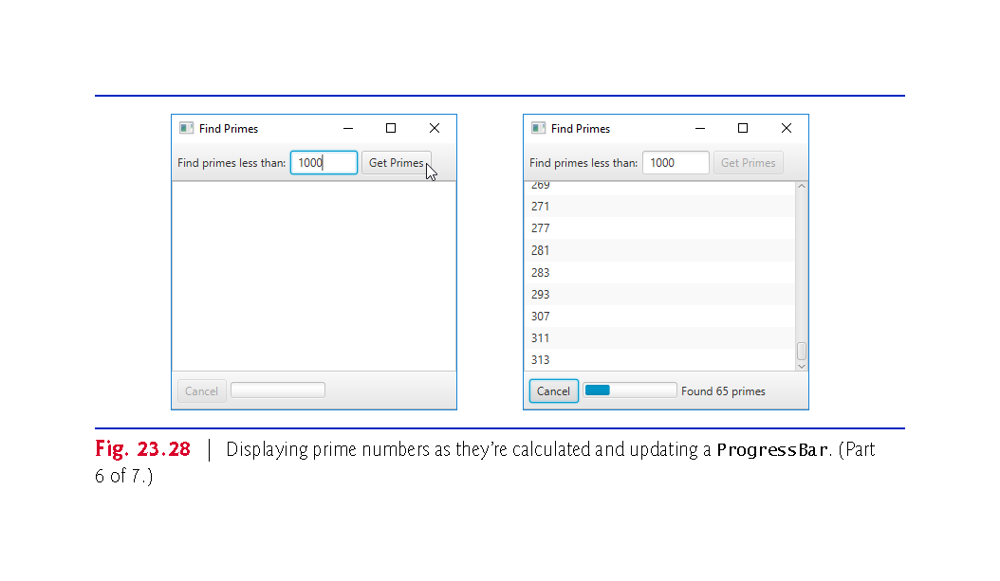 Find Primes
Find primes less than: 1000 Get Primes
Cancel
Find Primes
Find primes less than: 1000 Get Primes
269
271
277
281
283
293
307
311
313
Cancel Found 65 primes
Fig. 23.28 | Displaying prime numbers as they’re calculated and updating a ProgressBar. (Part
6 of 7.)